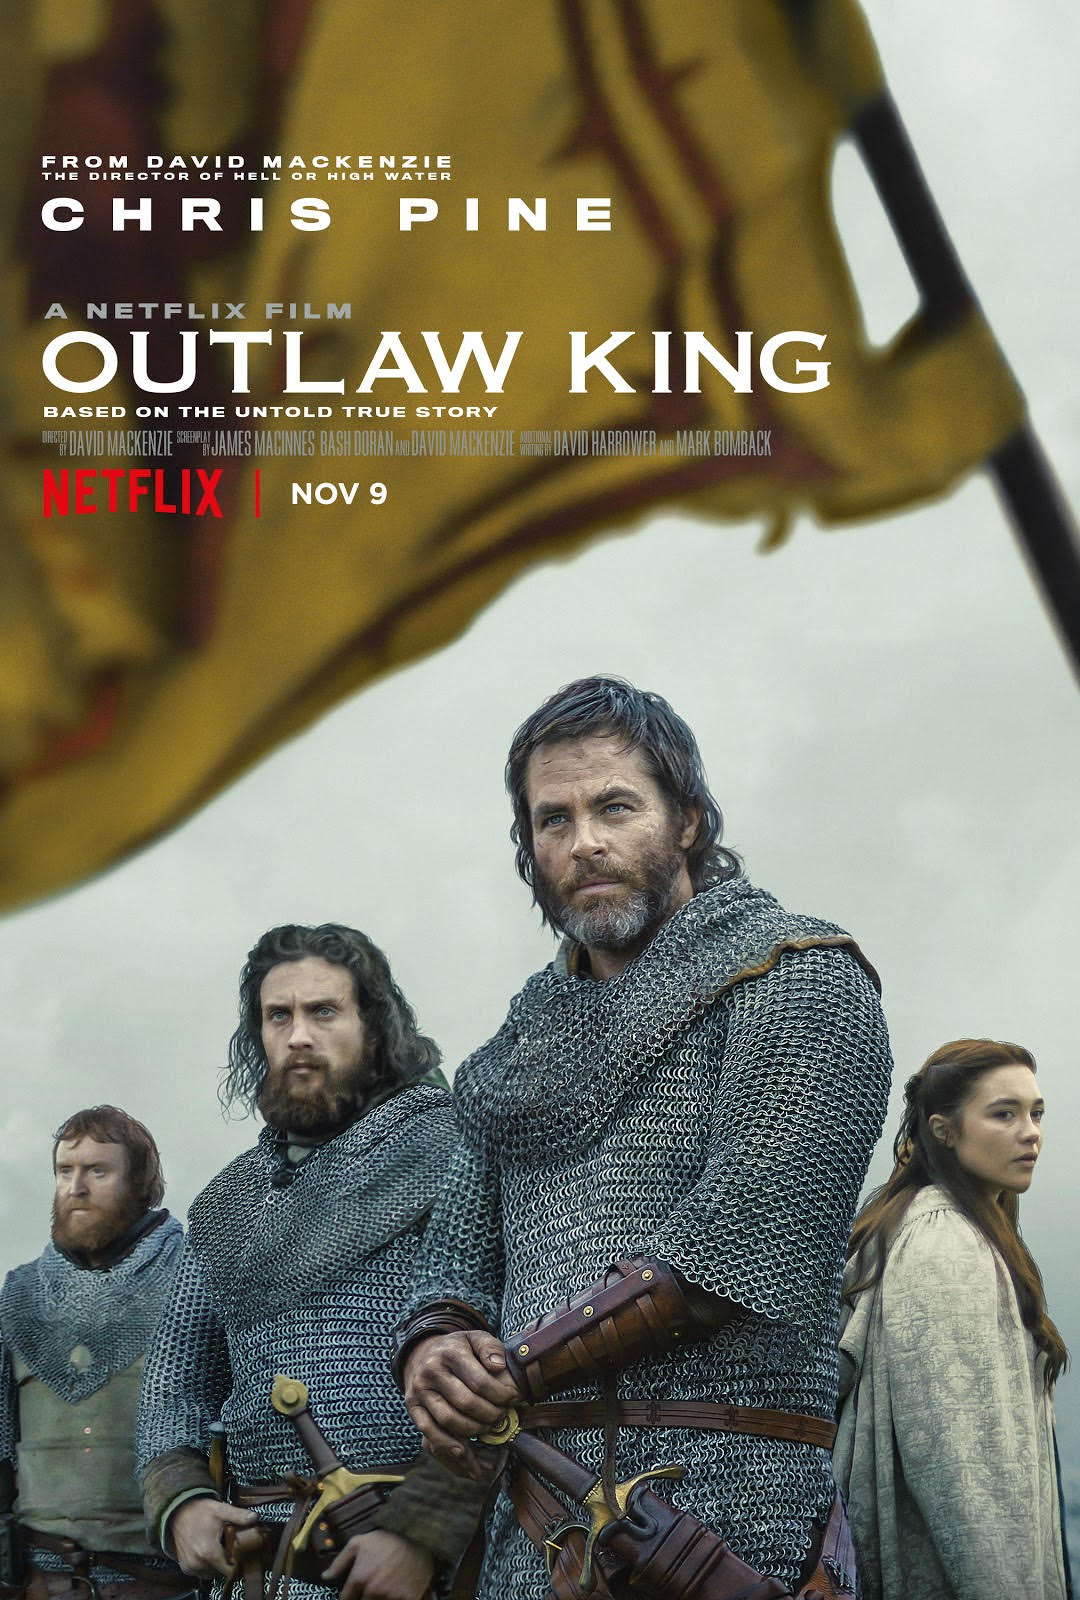 FROM DAVID MACKENZIE
THE DIRECTOR OF HELL OR HIGH WATER
CHRIS PINE
A NETFLIX FILM
OUTLAW KING
BASED ON THE UNTOLD TRUE STORY
DIRECTED BY DAVID MACKENZIE SCREENPLAY BY JAMES MACINNES BASH DORAN AND DAVID MACKENZIE ADDITIONAL WRITING BY DAVID HARROWER AND MARK BOMBACK
NETFLIX | NOV 9